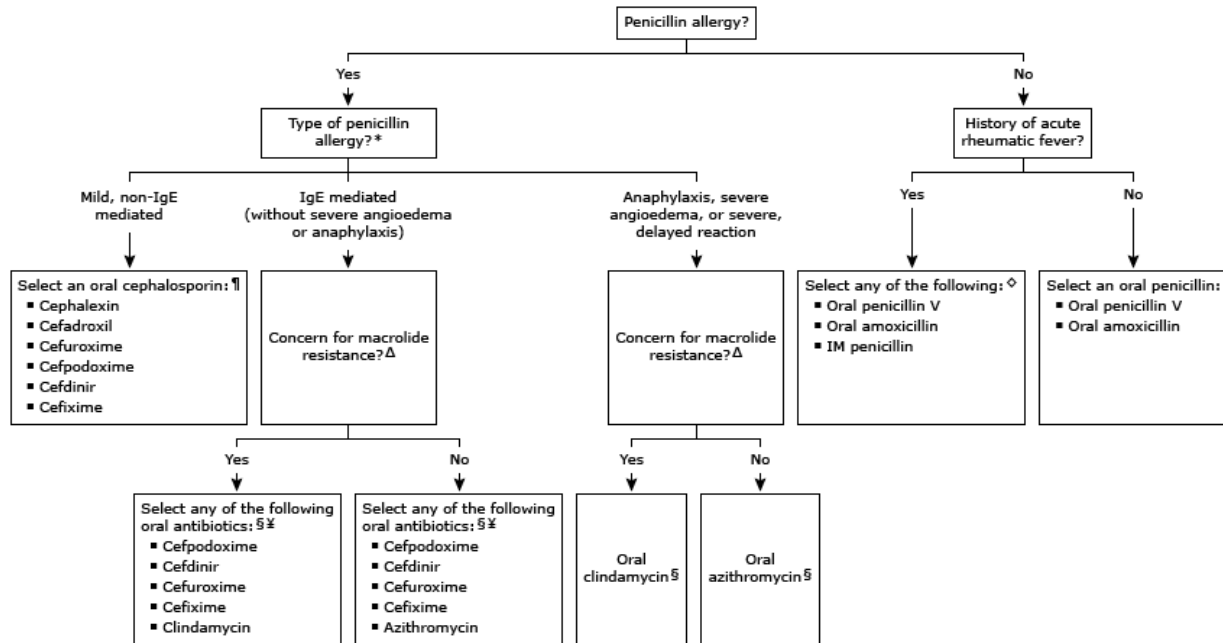 Penicillin allergy?
Yes
No
Type of penicillin
allergy?*
History of acute
rheumatic fever?
Mild, non-IgE
mediated
IgE mediated
(without severe angioedema
or anaphylaxis)
Anaphylaxis, severe
angioedema, or severe,
delayed reaction
Yes
No
Select an oral cephalosporin:¶
▪ Cephalexin
▪ Cefadroxil
▪ Cefuroxime
▪ Cefpodoxime
▪ Cefdinir
▪ Cefixime
Concern for macrolide
resistance?Δ
Concern for macrolide
resistance?Δ
Select any of the following:◇
▪ Oral penicillin V
▪ Oral amoxicillin
▪ IM penicillin
Select an oral penicillin:
▪ Oral penicillin V
▪ Oral amoxicillin
Yes
No
Yes
No
Select any of the following
oral antibiotics:§¥
▪ Cefpodoxime
▪ Cefdinir
▪ Cefuroxime
▪ Cefixime
▪ Clindamycin
Select any of the following
oral antibiotics:§¥
▪ Cefpodoxime
▪ Cefdinir
▪ Cefuroxime
▪ Cefixime
▪ Azithromycin
Oral
clindamycin§
Oral
azithromycin§